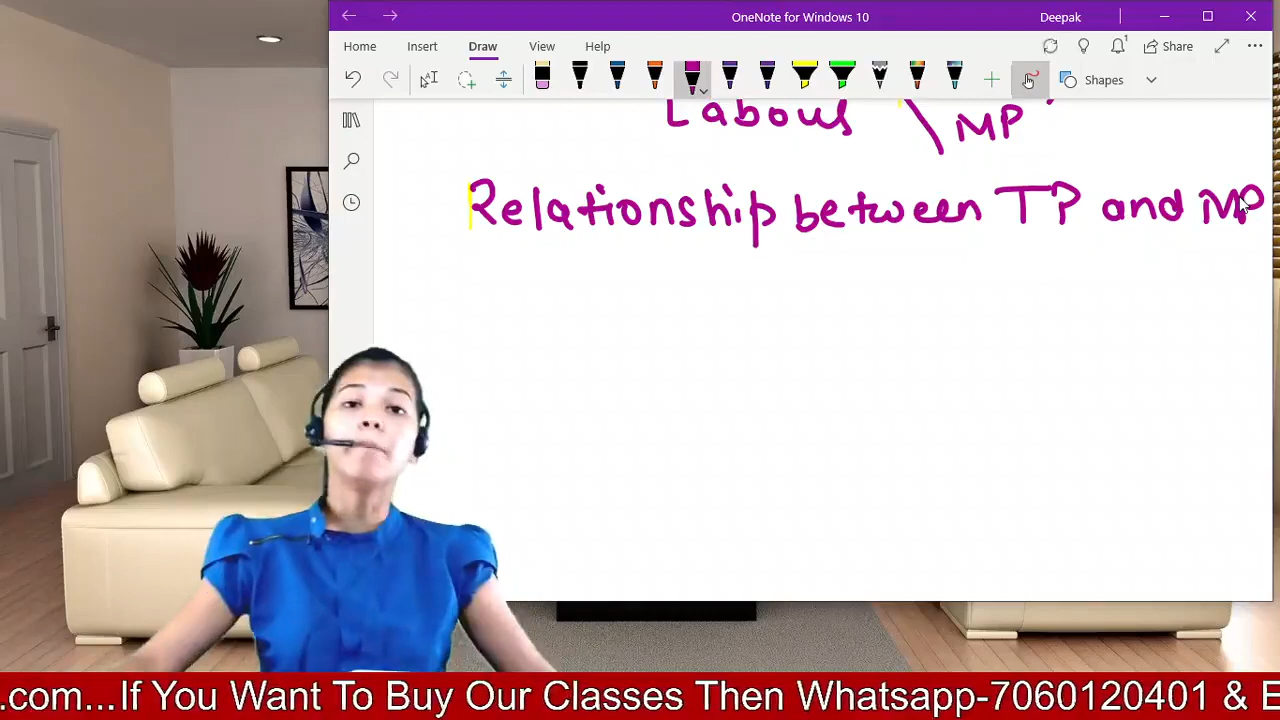 OneNote for Windows 10
Deepak
Home Insert Draw View Help
Share
Shapes
Labour MP
Relationship between TP and MP
.com...If You Want To Buy Our Classes Then Whatsapp-7060120401 & E